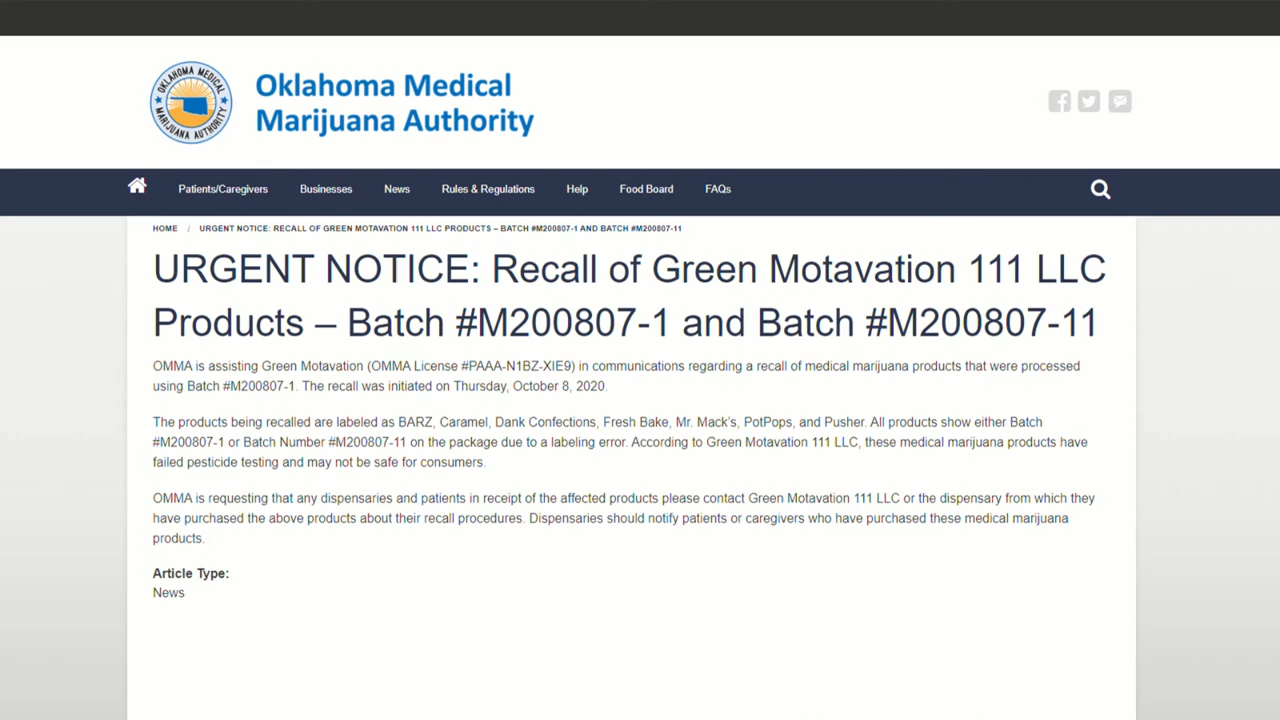 OKLAHOMA MEDICAL
MARIJUANA AUTHORITY
Oklahoma Medical
Marijuana Authority
Patients/Caregivers Businesses News Rules & Regulations Help Food Board FAQs
HOME / URGENT NOTICE: RECALL OF GREEN MOTAVATION 111 LLC PRODUCTS – BATCH #M200807-1 AND BATCH #M200807-11
URGENT NOTICE: Recall of Green Motavation 111 LLC
Products – Batch #M200807-1 and Batch #M200807-11
OMMA is assisting Green Motavation (OMMA License #PAAA-N1BZ-XIE9) in communications regarding a recall of medical marijuana products that were processed
using Batch #M200807-1. The recall was initiated on Thursday, October 8, 2020.
The products being recalled are labeled as BARZ, Caramel, Dank Confections, Fresh Bake, Mr. Mack's, PotPops, and Pusher. All products show either Batch
#M200807-1 or Batch Number #M200807-11 on the package due to a labeling error. According to Green Motavation 111 LLC, these medical marijuana products have
failed pesticide testing and may not be safe for consumers.
OMMA is requesting that any dispensaries and patients in receipt of the affected products please contact Green Motavation 111 LLC or the dispensary from which they
have purchased the above products about their recall procedures. Dispensaries should notify patients or caregivers who have purchased these medical marijuana
products.
Article Type:
News